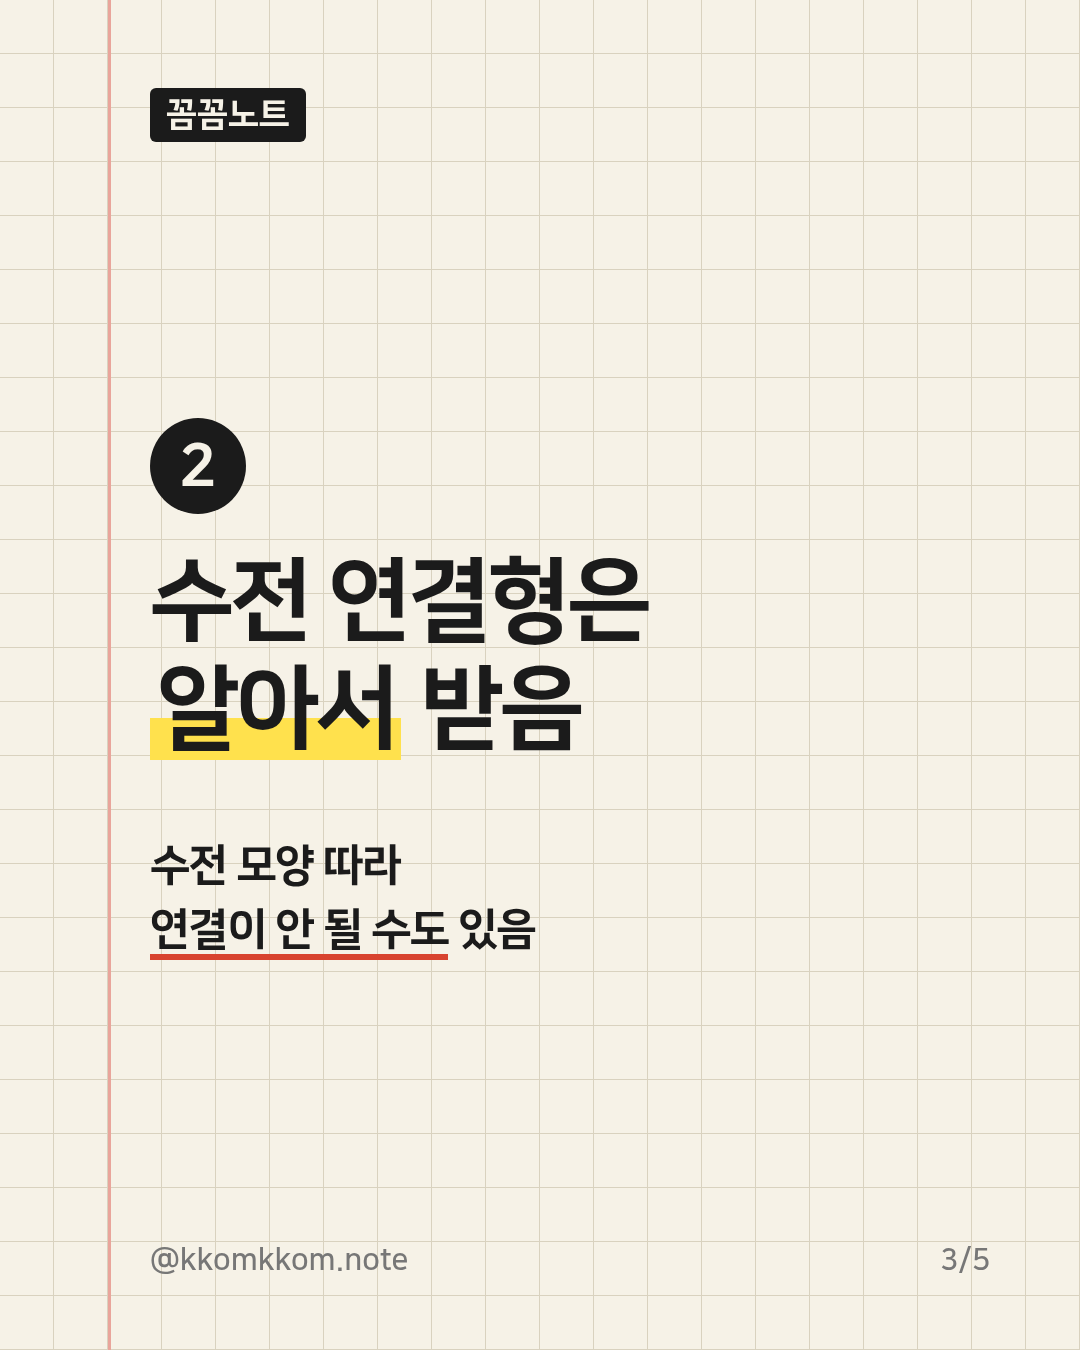 꼼꼼노트
2
수전 연결형은
알아서 받음
수전 모양 따라
연결이 안 될 수도 있음
@kkomkkom.note
3/5